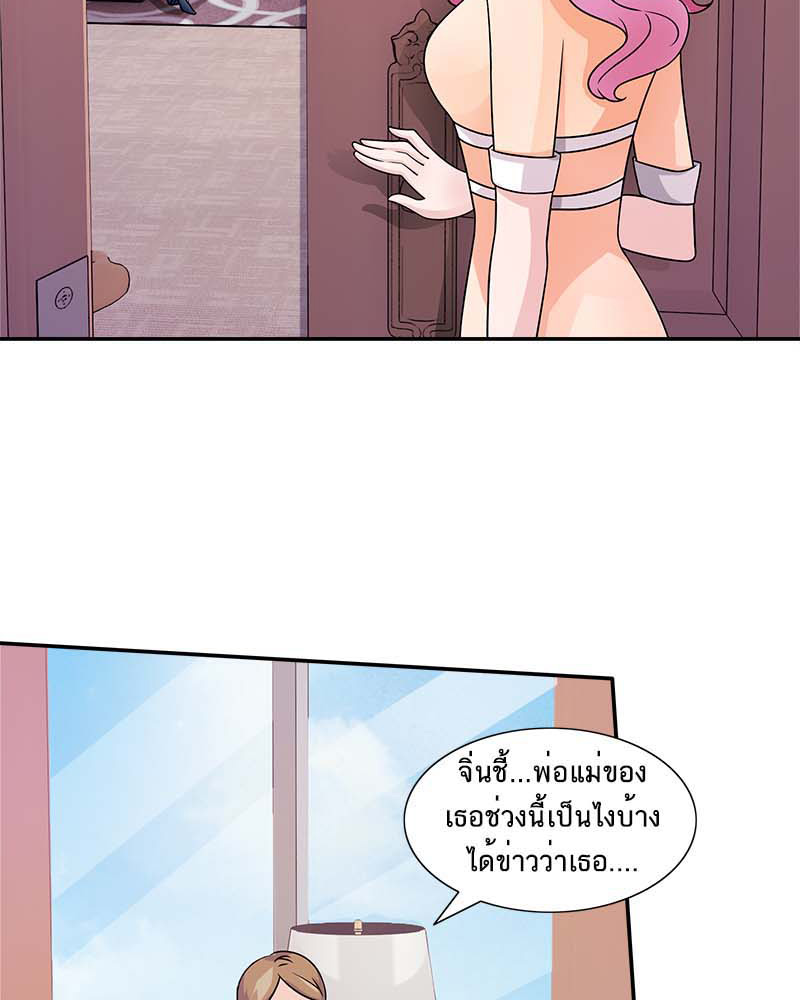 จิ่นชี้...พ่อแม่ของ
เธอช่วงนี้เป็นไงบ้าง
ได้ข่าวว่าเธอ....